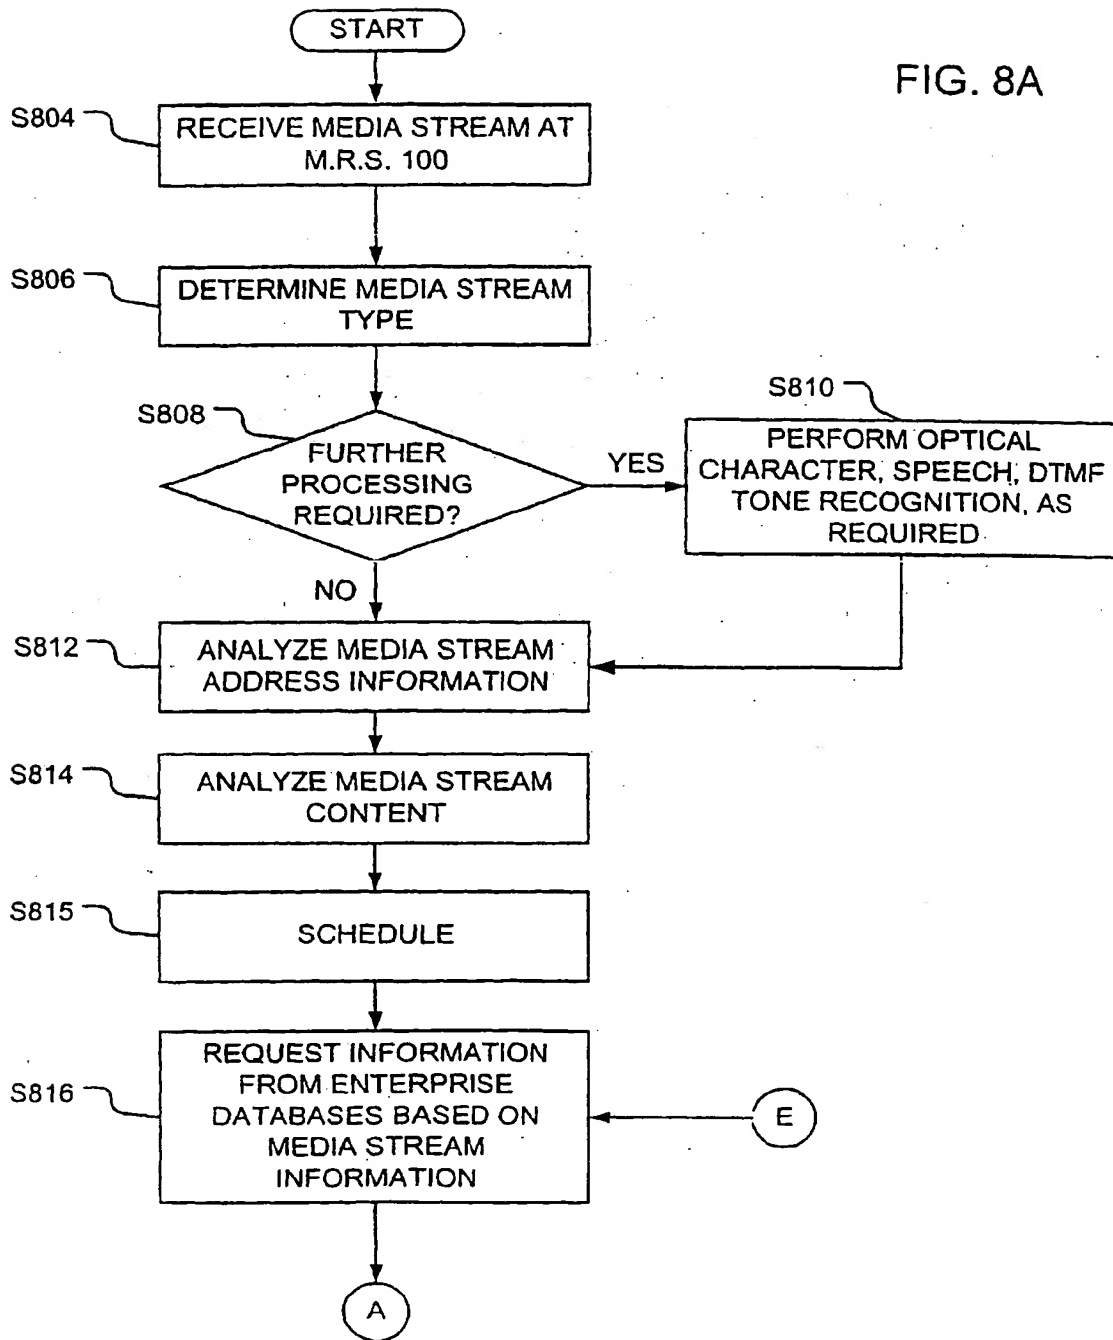 START
FIG. 8A
S804
RECEIVE MEDIA STREAM AT
M.R.S. 100
S806
DETERMINE MEDIA STREAM
TYPE
S808
FURTHER
PROCESSING
REQUIRED?
YES
S810
PERFORM OPTICAL
CHARACTER, SPEECH, DTMF
TONE RECOGNITION, AS
REQUIRED
NO
S812
ANALYZE MEDIA STREAM
ADDRESS INFORMATION
S814
ANALYZE MEDIA STREAM
CONTENT
S815
SCHEDULE
S816
REQUEST INFORMATION
FROM ENTERPRISE
DATABASES BASED ON
MEDIA STREAM
INFORMATION
E
A